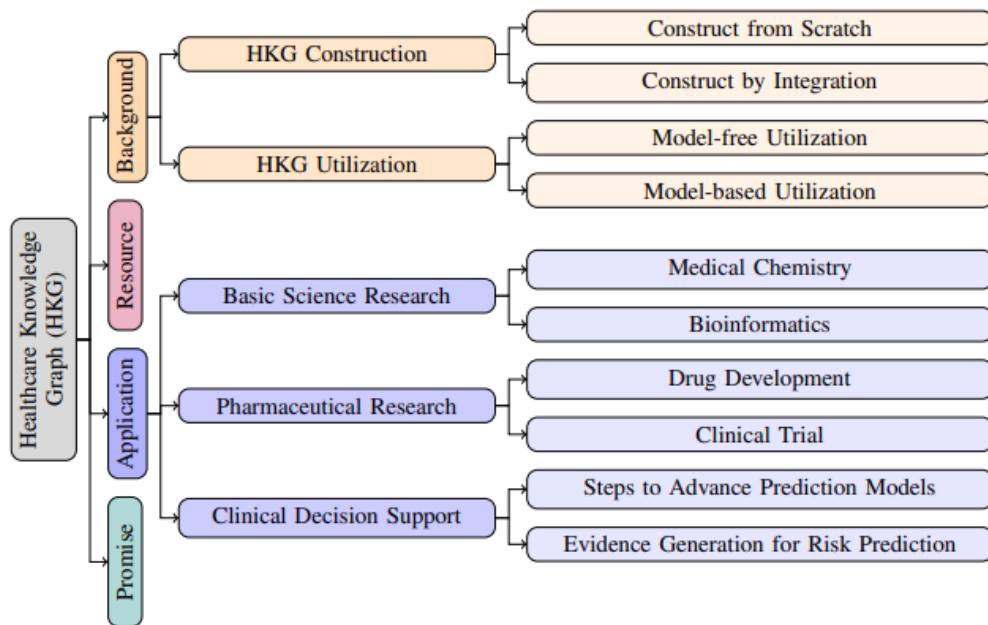 Healthcare Knowledge
Graph (HKG)
Background
HKG Construction
Construct from Scratch
Construct by Integration
HKG Utilization
Model-free Utilization
Model-based Utilization
Resource
Application
Basic Science Research
Medical Chemistry
Bioinformatics
Pharmaceutical Research
Drug Development
Clinical Trial
Clinical Decision Support
Steps to Advance Prediction Models
Evidence Generation for Risk Prediction
Promise